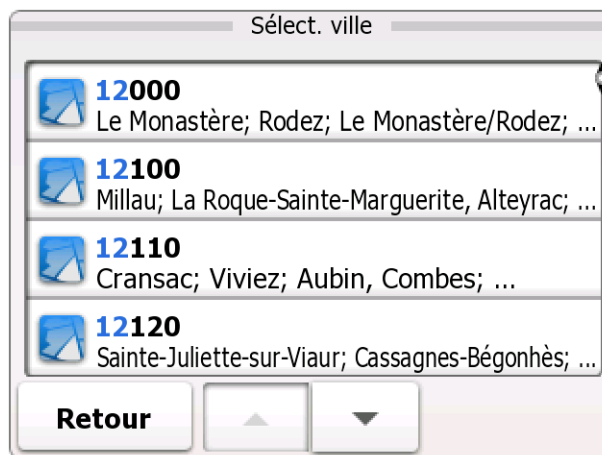 Sélect. ville
12000
Le Monastère; Rodez; Le Monastère/Rodez; ...
12100
Millau; La Roque-Sainte-Marguerite, Alteyrac; ...
12110
Cransac; Viviez; Aubin, Combes; ...
12120
Sainte-Juliette-sur-Viaur; Cassagnes-Bégonhès; ...
Retour